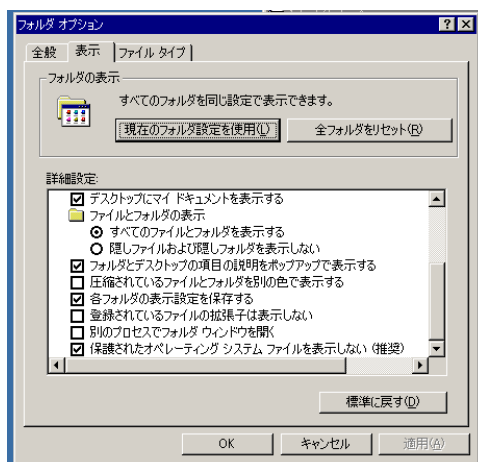 フォルダ オプション
全般 表示 ファイル タイプ
フォルダの表示
すべてのフォルダを同じ設定で表示できます。
現在のフォルダ設定を使用(L) 全フォルダをリセット(R)
詳細設定:
デスクトップにマイ ドキュメントを表示する
ファイルとフォルダの表示
すべてのファイルとフォルダを表示する
隠しファイルおよび隠しフォルダを表示しない
フォルダとデスクトップの項目の説明をポップアップで表示する
圧縮されているファイルとフォルダを別の色で表示する
各フォルダの表示設定を保存する
登録されているファイルの拡張子は表示しない
別のプロセスでフォルダ ウィンドウを開く
保護されたオペレーティング システム ファイルを表示しない (推奨)
標準に戻す(D)
OK キャンセル 適用(A)